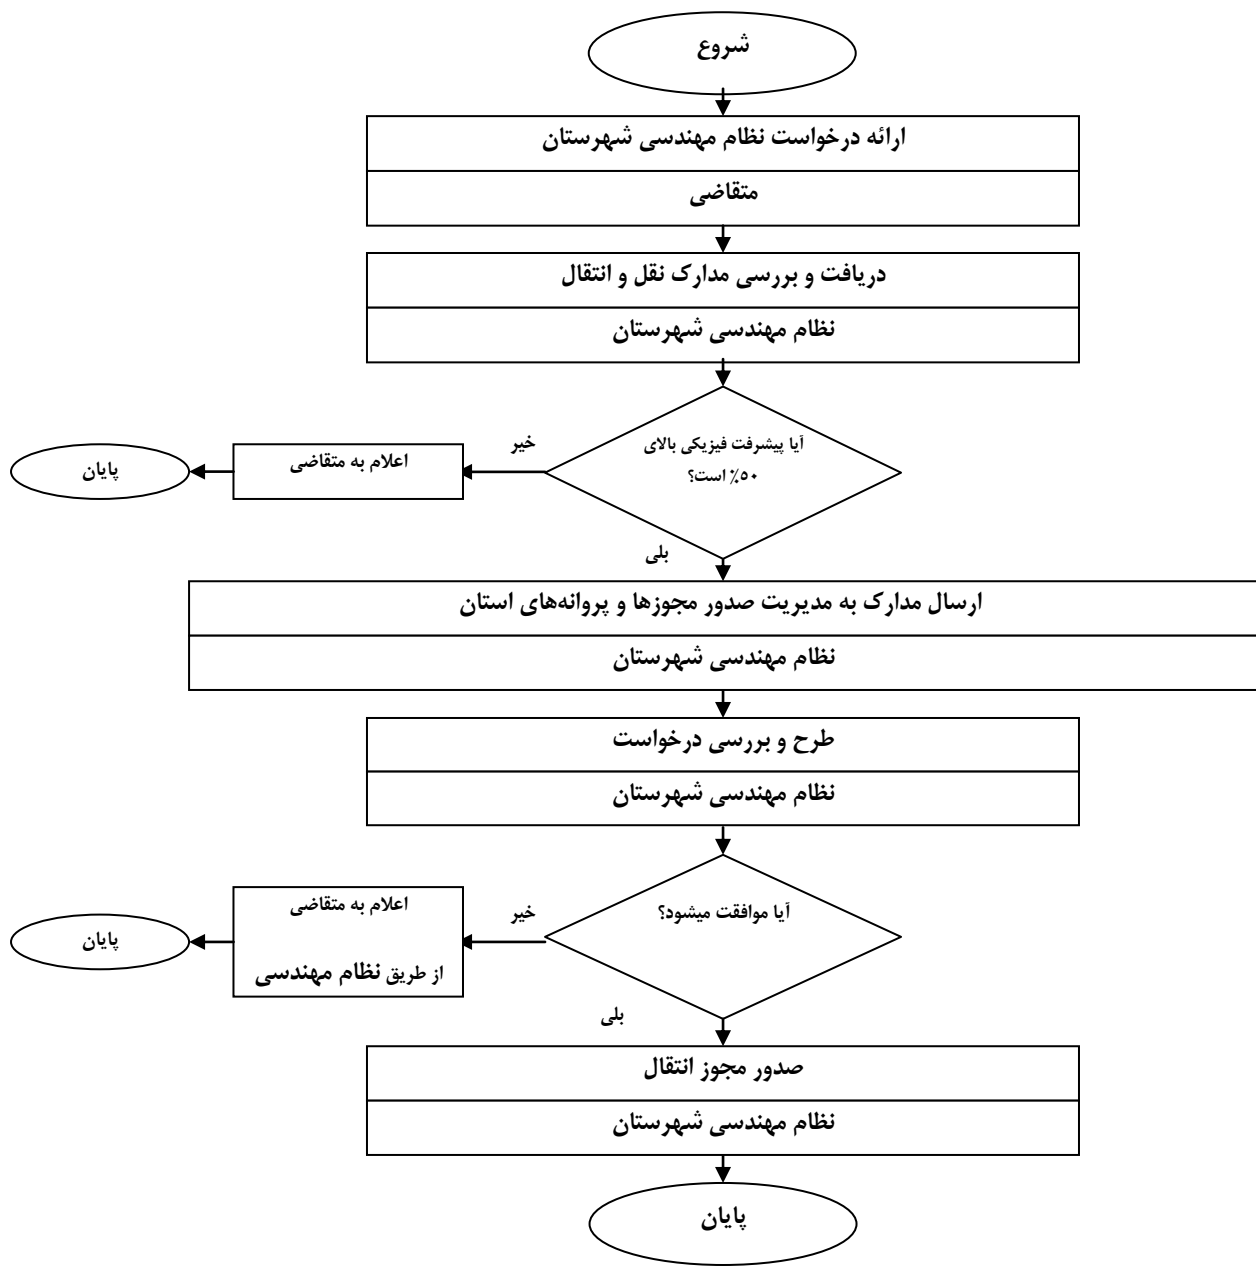 شروع
ارائه درخواست نظام مهندسی شهرستان
متقاضی
دریافت و بررسی مدارک نقل و انتقال
نظام مهندسی شهرستان
آیا پیشرفت فیزیکی بالای
۵۰٪ است؟
خیر
اعلام به متقاضی
پایان
بلی
ارسال مدارک به مدیریت صدور مجوزها و پروانه‌های استان
نظام مهندسی شهرستان
طرح و بررسی درخواست
نظام مهندسی شهرستان
آیا موافقت میشود؟
خیر
اعلام به متقاضی
از طریق نظام مهندسی
پایان
بلی
صدور مجوز انتقال
نظام مهندسی شهرستان
پایان